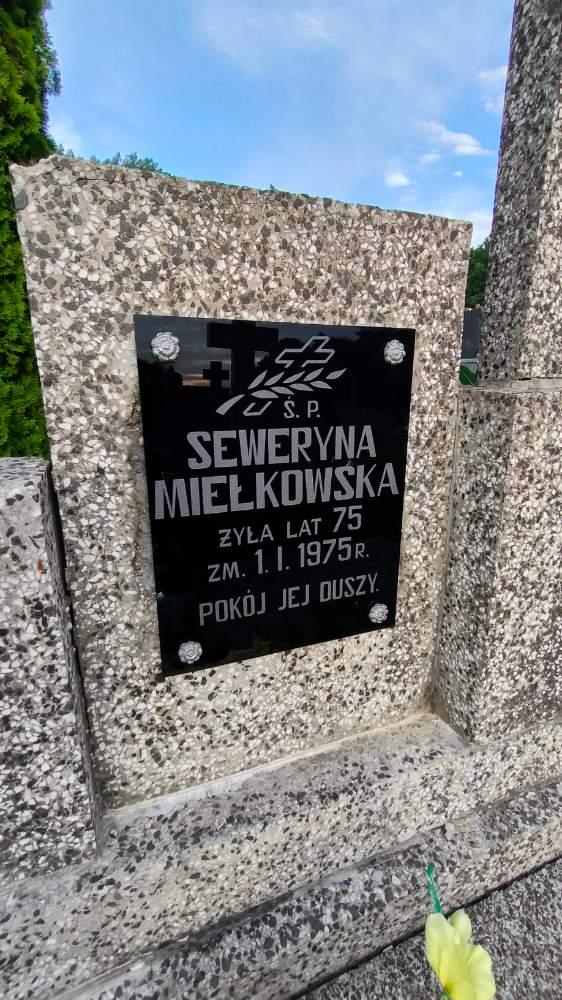 Ś. P.
SEWERYNA
MIEŁKOWSKA
ŻYŁA LAT 75
ZM. 1. I. 1975 R.
POKÓJ JEJ DUSZY.